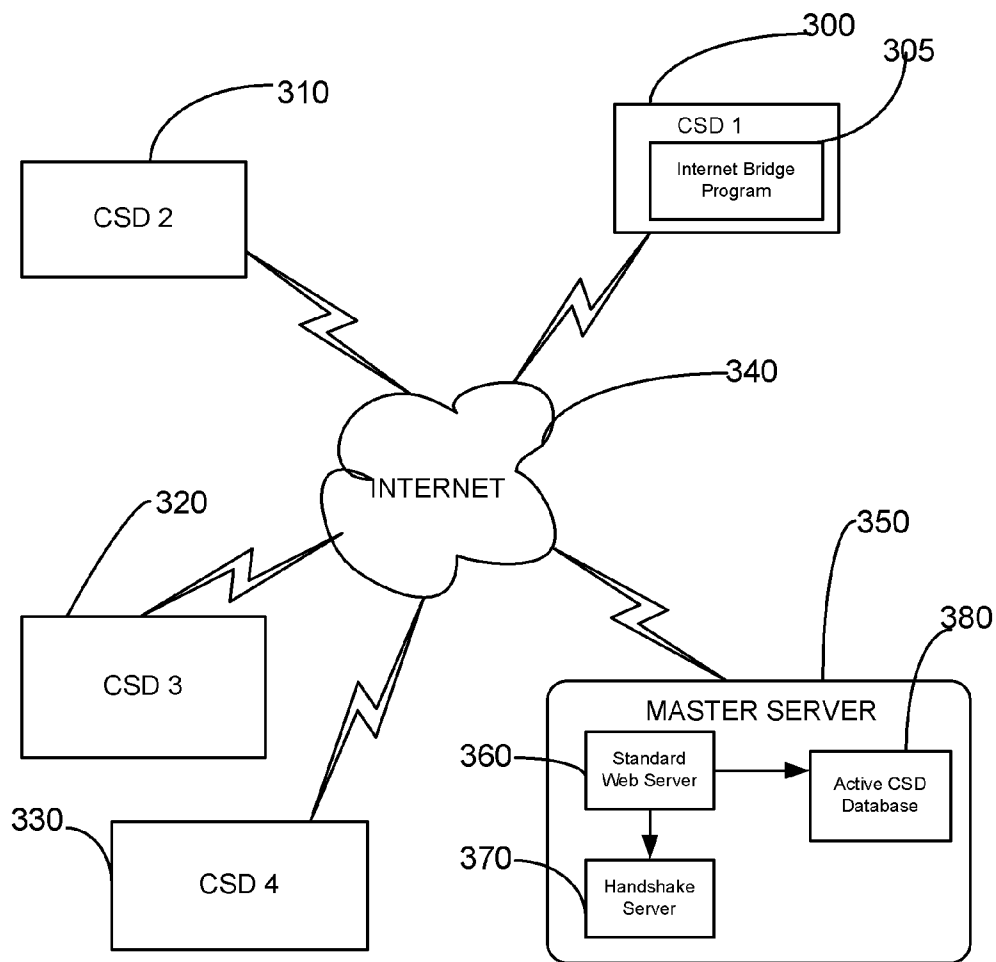 300
305
310
CSD 1
Internet Bridge
Program
CSD 2
340
INTERNET
320
350
380
CSD 3
MASTER SERVER
360
Standard
Web Server
Active CSD
Database
330
CSD 4
370
Handshake
Server